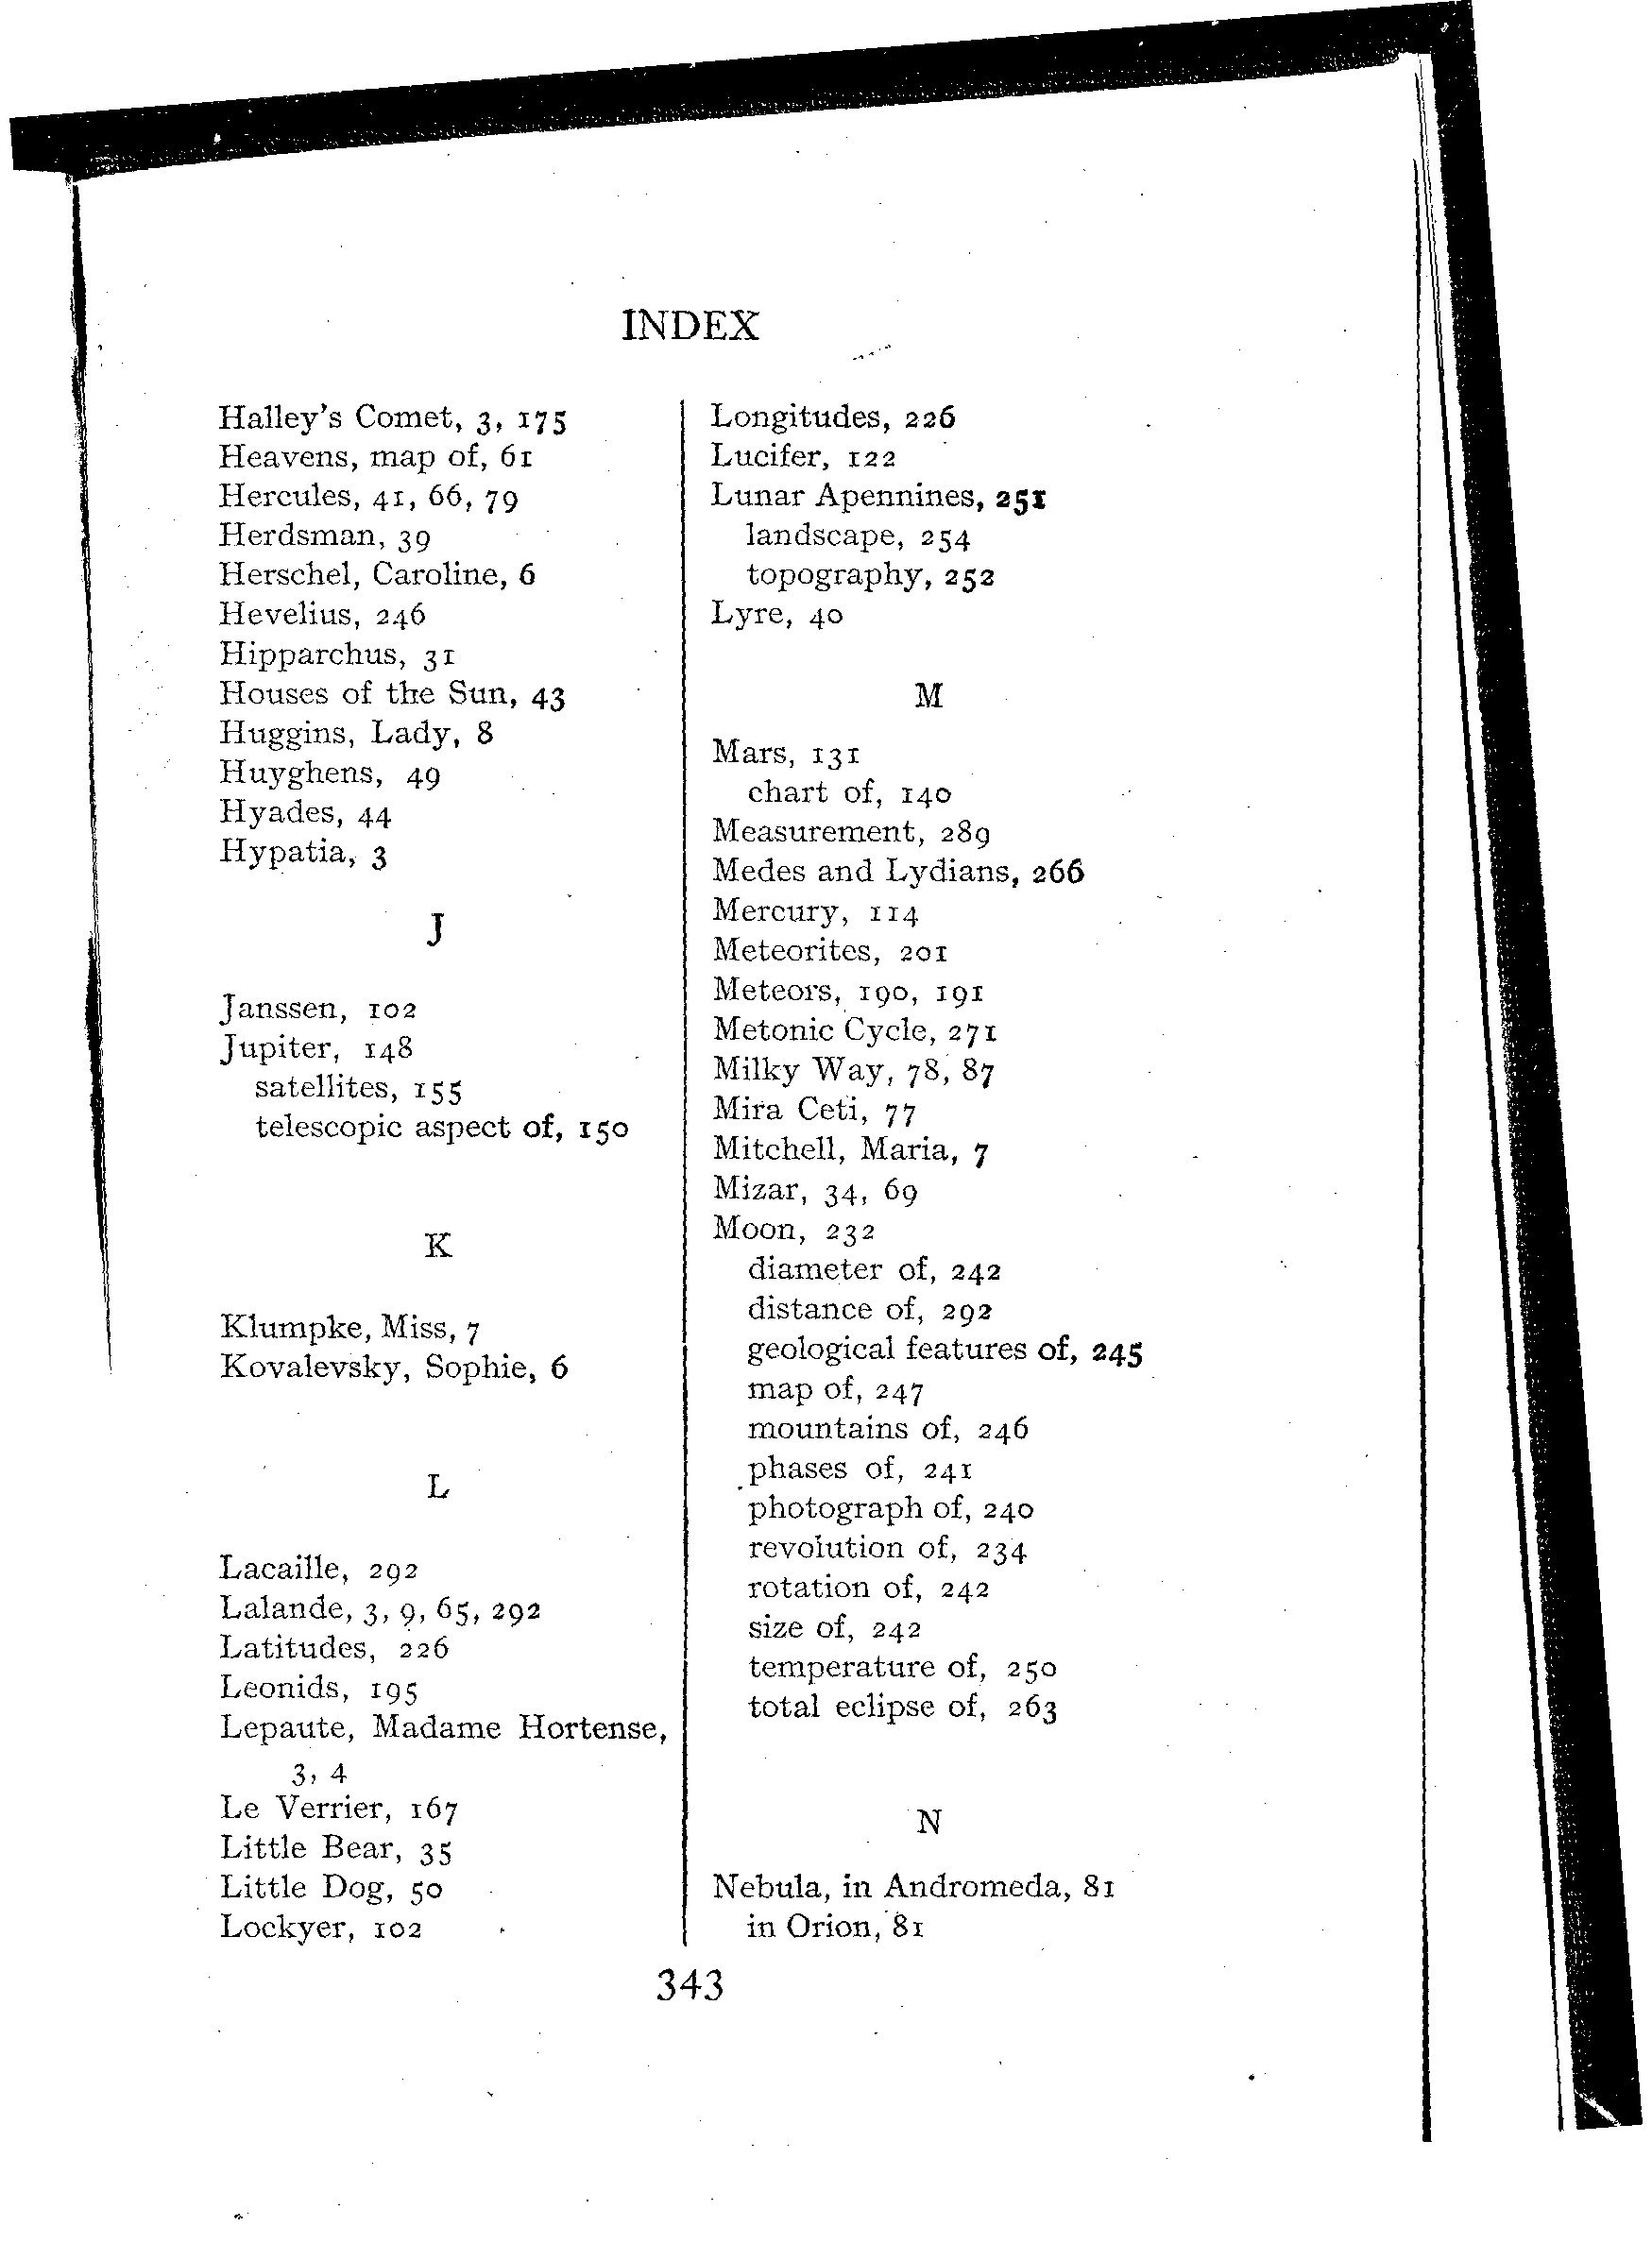 INDEX
Halley's Comet, 3, 175
Heavens, map of, 61
Hercules, 41, 66, 79
Herdsman, 39
Herschel, Caroline, 6
Hevelius, 246
Hipparchus, 31
Houses of the Sun, 43
Huggins, Lady, 8
Huyghens, 49
Hyades, 44
Hypatia, 3
J
Janssen, 102
Jupiter, 148
satellites, 155
telescopic aspect of, 150
K
Klumpke, Miss, 7
Kovalevsky, Sophie, 6
L
Lacaille, 292
Lalande, 3, 9, 65, 292
Latitudes, 226
Leonids, 195
Lepaute, Madame Hortense,
3, 4
Le Verrier, 167
Little Bear, 35
Little Dog, 50
Lockyer, 102
Longitudes, 226
Lucifer, 122
Lunar Apennines, 251
landscape, 254
topography, 252
Lyre, 40
M
Mars, 131
chart of, 140
Measurement, 289
Medes and Lydians, 266
Mercury, 114
Meteorites, 201
Meteors, 190, 191
Metonic Cycle, 271
Milky Way, 78, 87
Mira Ceti, 77
Mitchell, Maria, 7
Mizar, 34, 69
Moon, 232
diameter of, 242
distance of, 292
geological features of, 245
map of, 247
mountains of, 246
phases of, 241
photograph of, 240
revolution of, 234
rotation of, 242
size of, 242
temperature of, 250
total eclipse of, 263
N
Nebula, in Andromeda, 81
in Orion, 81
343